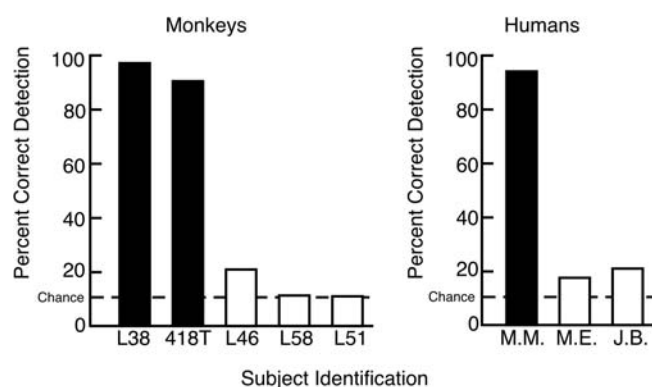 Monkeys
Percent Correct Detection
100
80
60
40
20
Chance
0
L38 418T L46 L58 L51
Humans
Percent Correct Detection
100
80
60
40
20
Chance
0
M.M. M.E. J.B.
Subject Identification